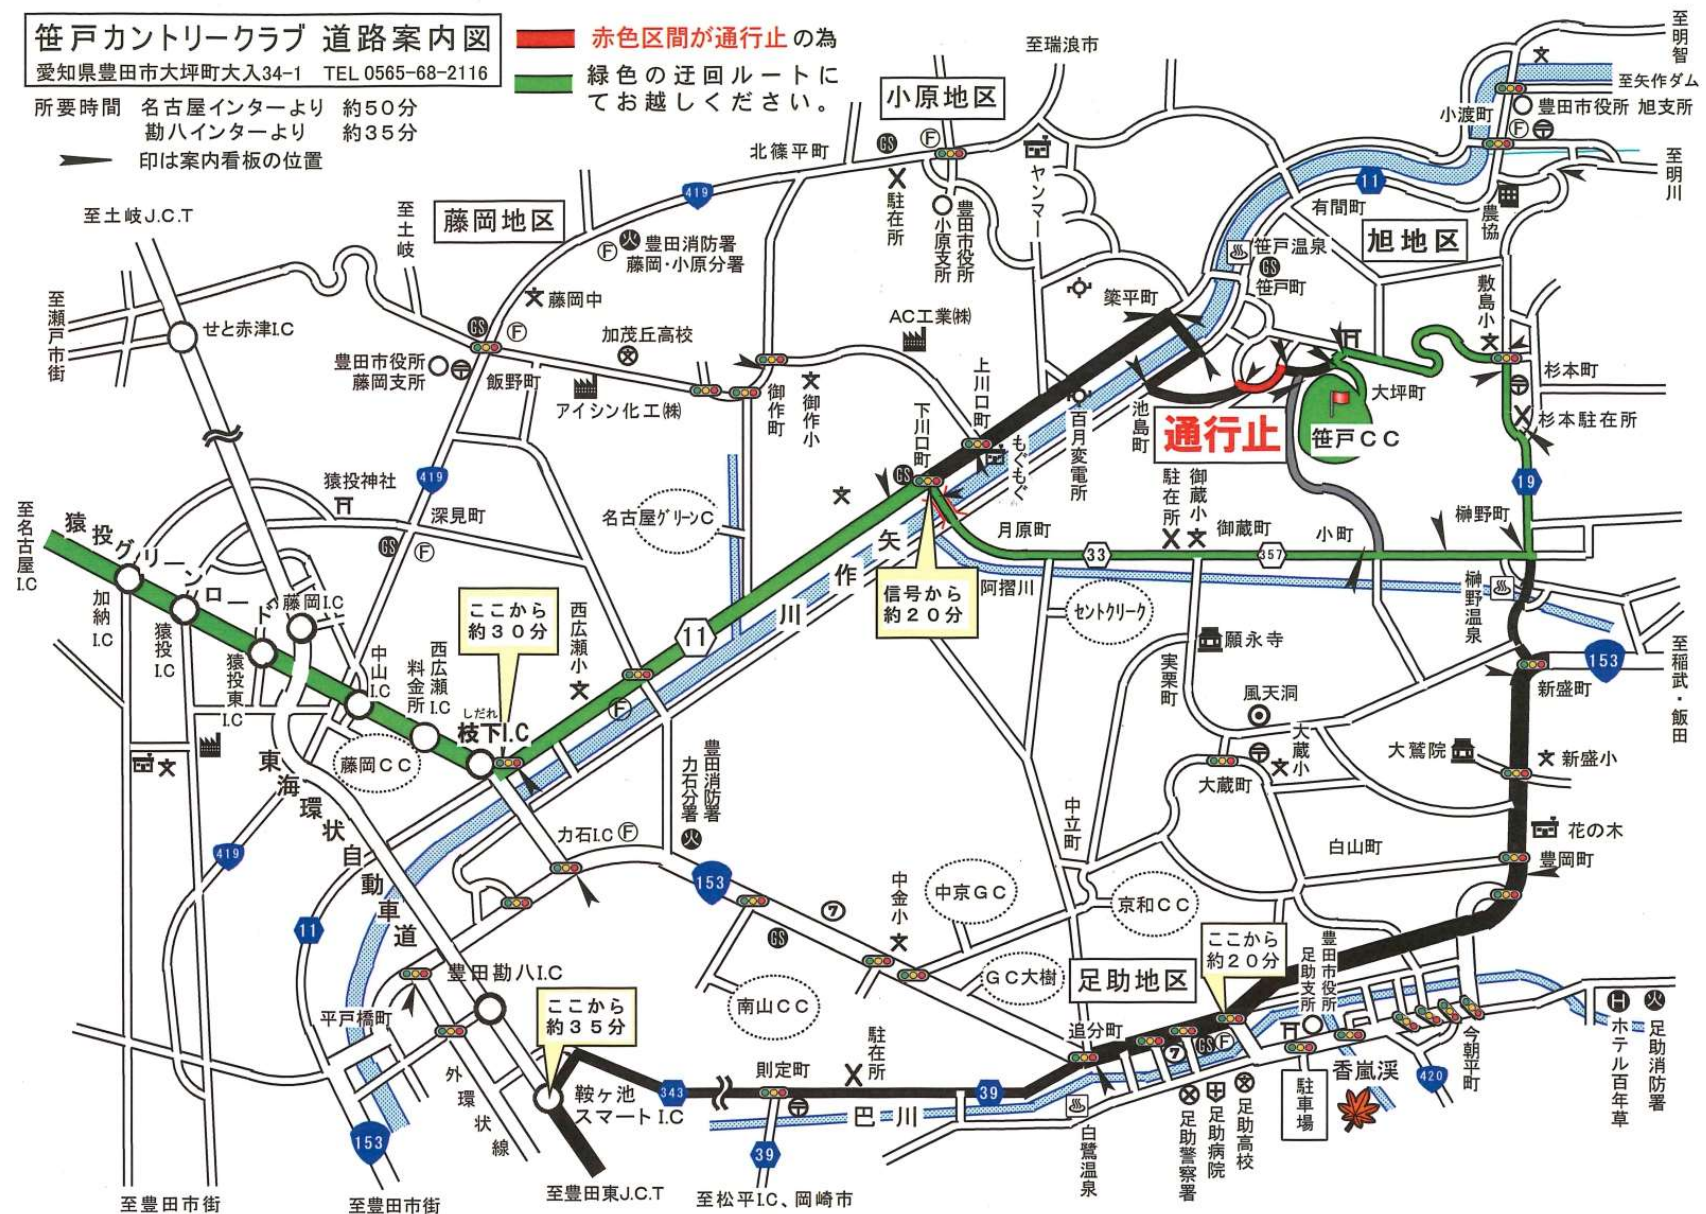 笹戸カントリークラブ 道路案内図
愛知県豊田市大坪町大入34-1 TEL 0565-68-2116
赤色区間が通行止の為
緑色の迂回ルートに
てお越しください。
所要時間 名古屋インターより 約50分
勘八インターより 約35分
印は案内看板の位置
至瑞浪市
至明智
至矢作ダム
小渡町
豊田市役所 旭支所
F
至明川
小原地区
GS
F
北篠平町
419
駐在所
豊田市役所
小原支所
ヤンマー
11
有間町
農協
旭地区
笹戸温泉
GS
笹戸町
敷島小
至土岐J.C.T
至土岐
藤岡地区
F
火
豊田消防署
藤岡・小原分署
藤岡中
加茂丘高校
AC工業㈱
築平町
至瀬戸市街
せと赤津I.C
GS
F
豊田市役所
藤岡支所
飯野町
アイシン化工㈱
御作町
御作小
上川口町
下川口町
もぐもぐ
百月変電所
池島町
通行止
大坪町
笹戸CC
杉本町
杉本駐在所
19
419
猿投神社
深見町
GS
F
名古屋グリーンC
GS
月原町
33
駐在所
御蔵小
御蔵町
357
小町
榊野町
至名古屋I.C
猿投グリーンロード
加納I.C
猿投I.C
猿投東I.C
藤岡I.C
中山I.C
西広瀬I.C
料金所
しだれ
枝下I.C
ここから
約30分
西広瀬小
11
F
矢作川
信号から
約20分
阿摺川
セントクリーク
榊野温泉
153
至稲武・飯田
新盛町
願永寺
実栗町
風天洞
大蔵小
大蔵町
大鷲院
新盛小
藤岡CC
東海環状自動車道
豊田消防署
力石分署
火
力石I.C
F
中立町
白山町
花の木
豊岡町
419
153
7
GS
中金小
中京GC
京和CC
11
豊田勘八I.C
平戸橋町
南山CC
GC大樹
足助地区
ここから
約20分
豊田市役所
足助支所
ここから
約35分
追分町
7
GS
F
今朝平町
H
ホテル百年草
火
足助消防署
外環状線
鞍ヶ池
スマートI.C
343
則定町
駐在所
39
巴川
白鷺温泉
足助警察署
足助病院
足助高校
駐車場
香嵐渓
420
153
39
至豊田市街
至豊田市街
至豊田東J.C.T
至松平I.C、岡崎市